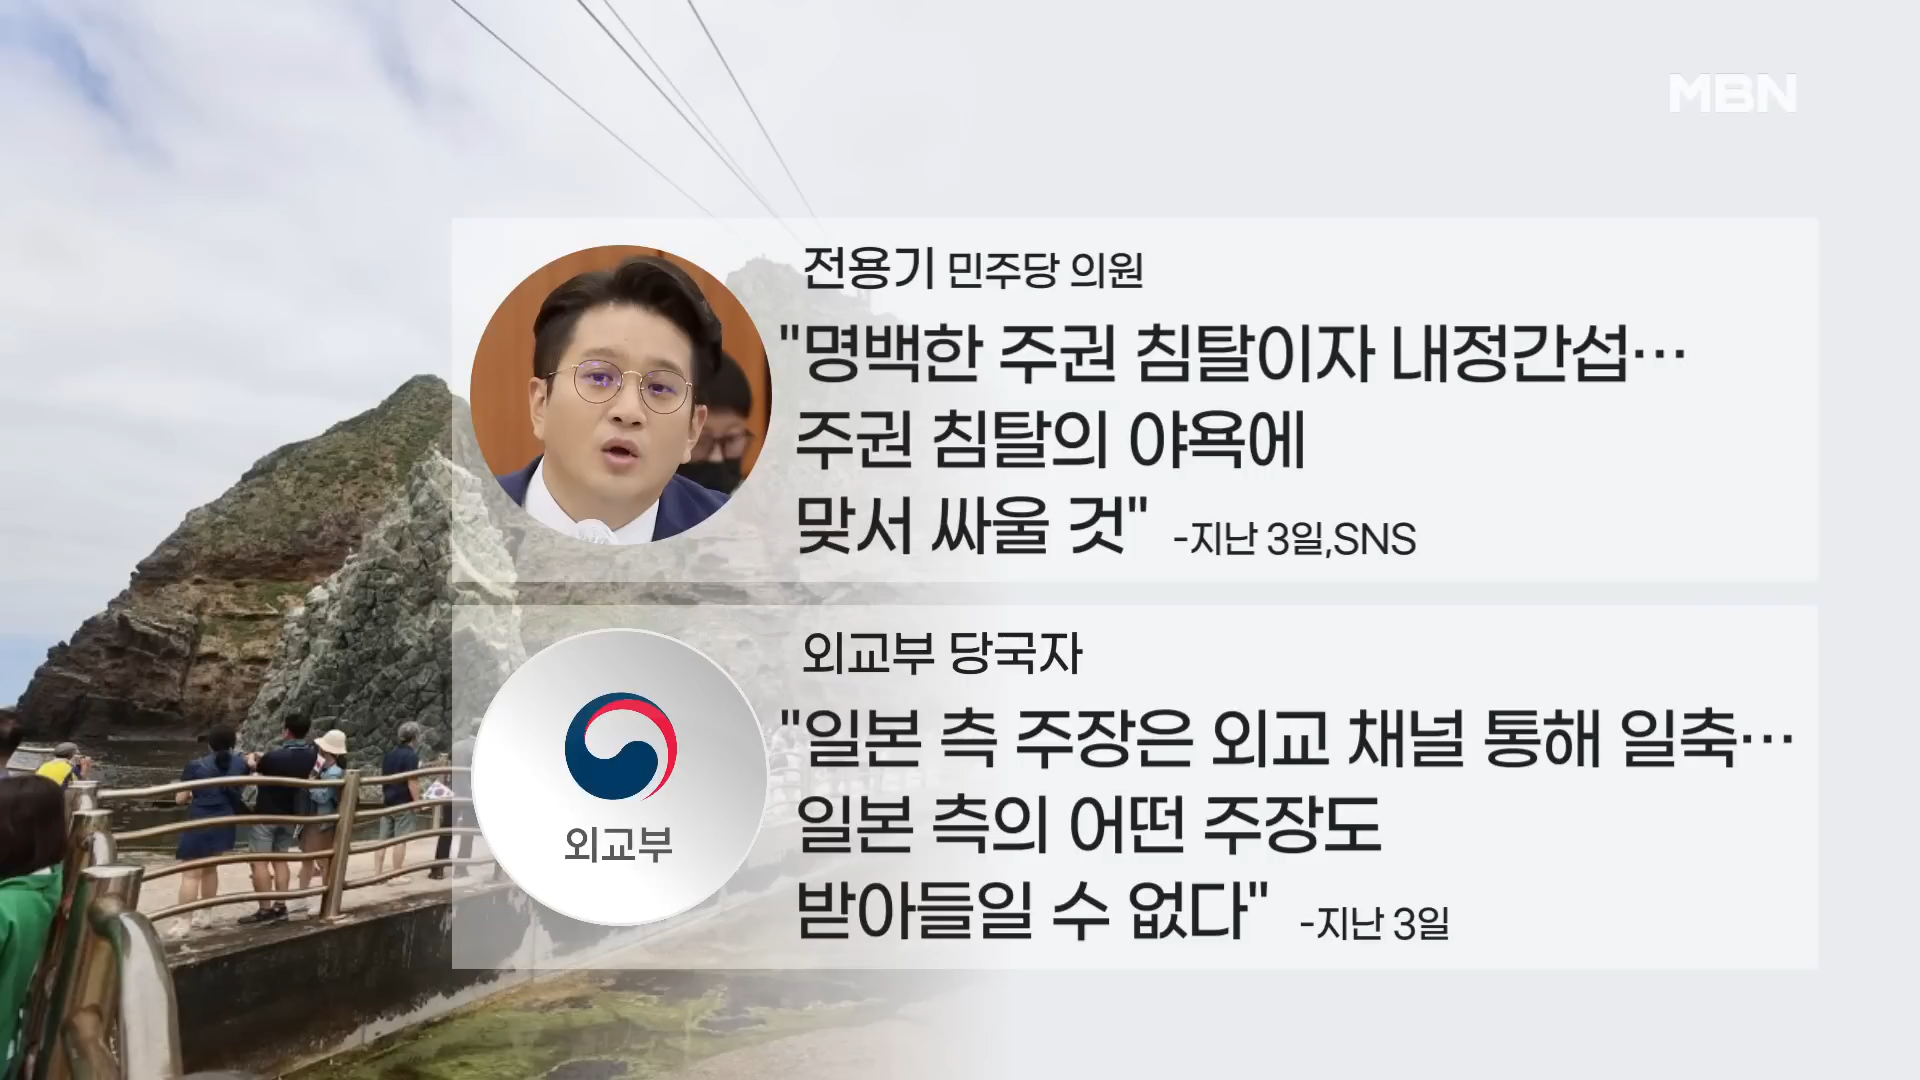 MBN
전용기 민주당 의원
"명백한 주권 침탈이자 내정간섭…
주권 침탈의 야욕에
맞서 싸울 것" -지난 3일,SNS
외교부 당국자
"일본 측 주장은 외교 채널 통해 일축…
일본 측의 어떤 주장도
받아들일 수 없다" -지난 3일
외교부